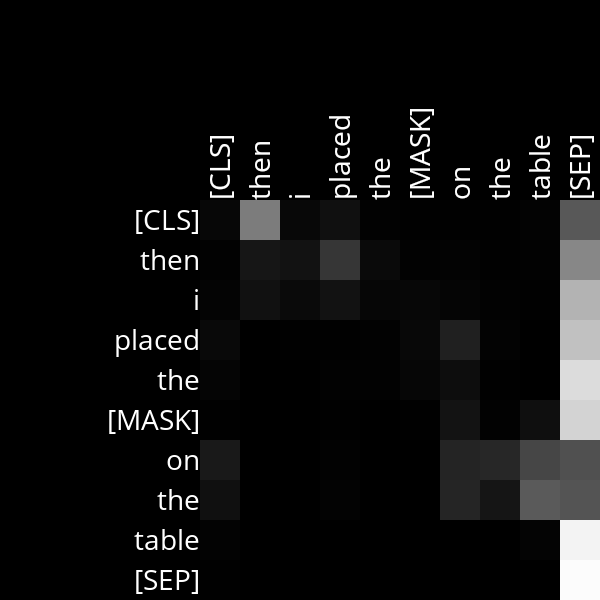 [CLS] then i placed the [MASK] on the table [SEP]
[CLS]
then
i
placed
the
[MASK]
on
the
table
[SEP]